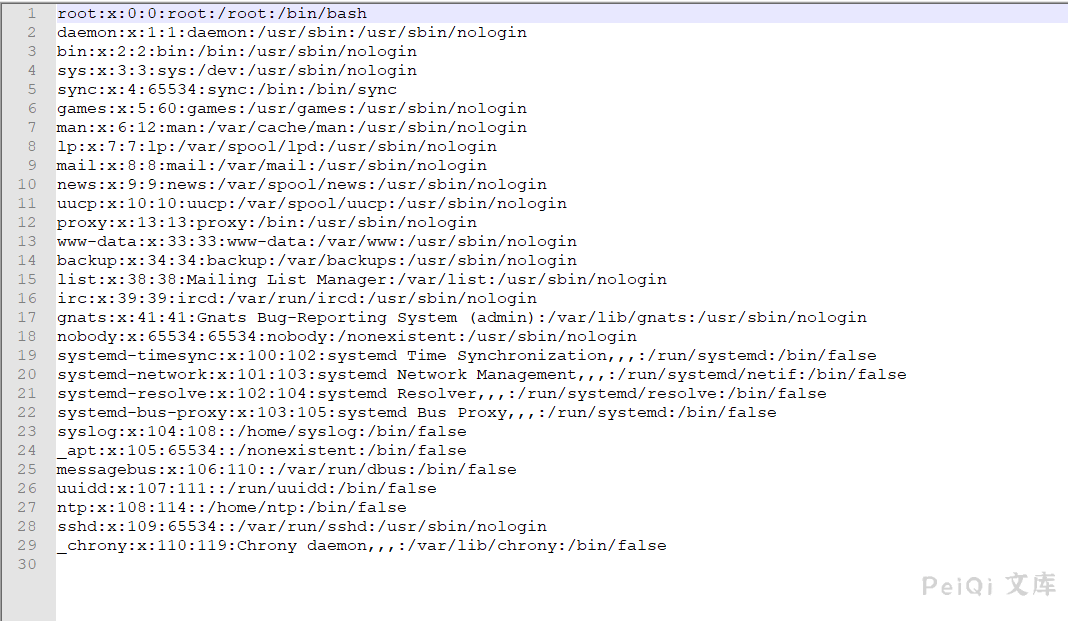 1 root:x:0:0:root:/root:/bin/bash
2 daemon:x:1:1:daemon:/usr/sbin:/usr/sbin/nologin
3 bin:x:2:2:bin:/bin:/usr/sbin/nologin
4 sys:x:3:3:sys:/dev:/usr/sbin/nologin
5 sync:x:4:65534:sync:/bin:/bin/sync
6 games:x:5:60:games:/usr/games:/usr/sbin/nologin
7 man:x:6:12:man:/var/cache/man:/usr/sbin/nologin
8 lp:x:7:7:lp:/var/spool/lpd:/usr/sbin/nologin
9 mail:x:8:8:mail:/var/mail:/usr/sbin/nologin
10 news:x:9:9:news:/var/spool/news:/usr/sbin/nologin
11 uucp:x:10:10:uucp:/var/spool/uucp:/usr/sbin/nologin
12 proxy:x:13:13:proxy:/bin:/usr/sbin/nologin
13 www-data:x:33:33:www-data:/var/www:/usr/sbin/nologin
14 backup:x:34:34:backup:/var/backups:/usr/sbin/nologin
15 list:x:38:38:Mailing List Manager:/var/list:/usr/sbin/nologin
16 irc:x:39:39:ircd:/var/run/ircd:/usr/sbin/nologin
17 gnats:x:41:41:Gnats Bug-Reporting System (admin):/var/lib/gnats:/usr/sbin/nologin
18 nobody:x:65534:65534:nobody:/nonexistent:/usr/sbin/nologin
19 systemd-timesync:x:100:102:systemd Time Synchronization,,,:/run/systemd:/bin/false
20 systemd-network:x:101:103:systemd Network Management,,,:/run/systemd/netif:/bin/false
21 systemd-resolve:x:102:104:systemd Resolver,,,:/run/systemd/resolve:/bin/false
22 systemd-bus-proxy:x:103:105:systemd Bus Proxy,,,:/run/systemd:/bin/false
23 syslog:x:104:108::/home/syslog:/bin/false
24 _apt:x:105:65534::/nonexistent:/bin/false
25 messagebus:x:106:110::/var/run/dbus:/bin/false
26 uuidd:x:107:111::/run/uuidd:/bin/false
27 ntp:x:108:114::/home/ntp:/bin/false
28 sshd:x:109:65534::/var/run/sshd:/usr/sbin/nologin
29 _chrony:x:110:119:Chrony daemon,,,:/var/lib/chrony:/bin/false
30
PeiQi 文库